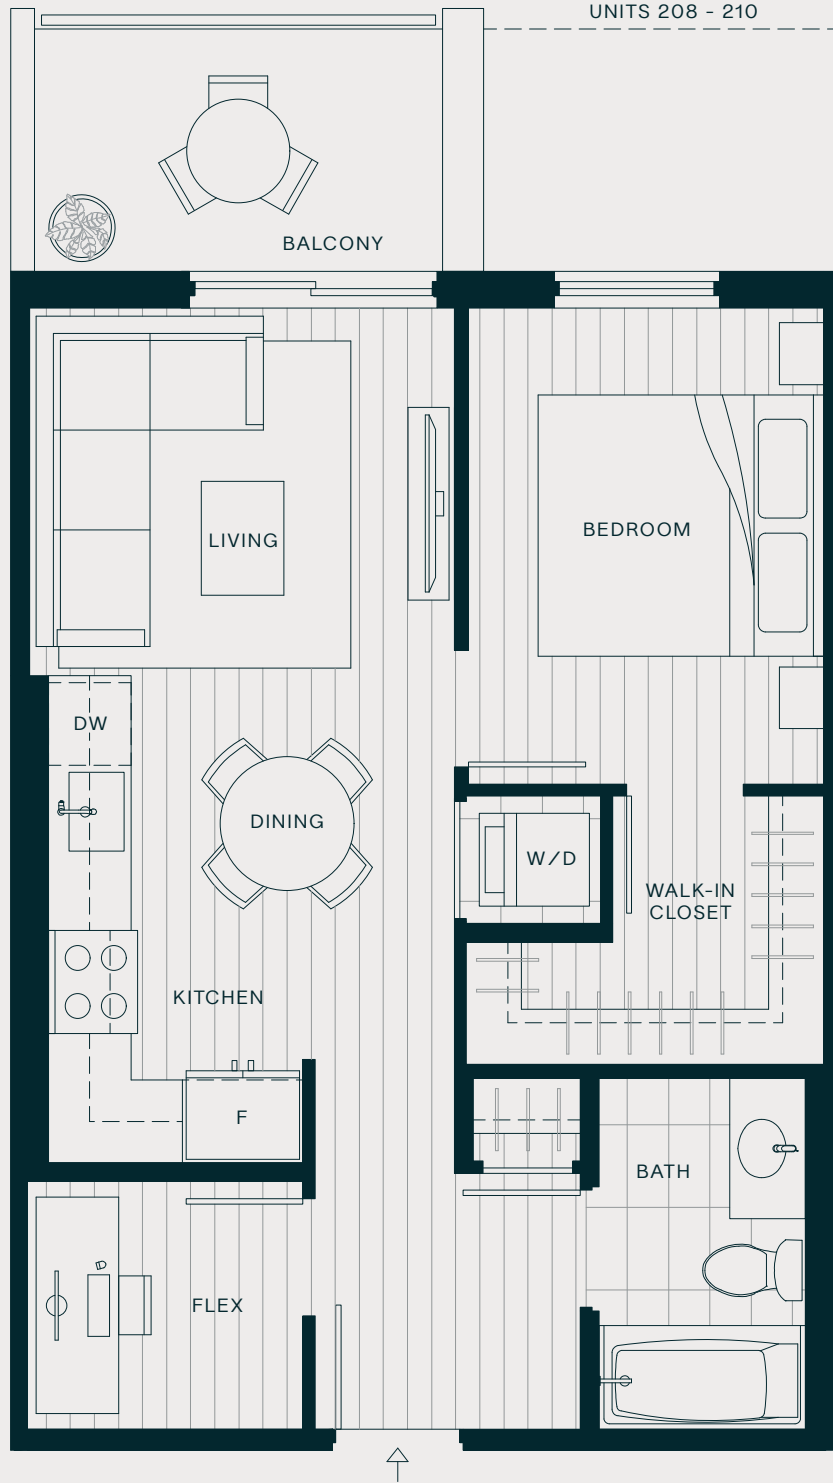 UNITS 208 - 210
BALCONY
LIVING
BEDROOM
DW
DINING
W/D
WALK-IN
CLOSET
KITCHEN
F
BATH
FLEX